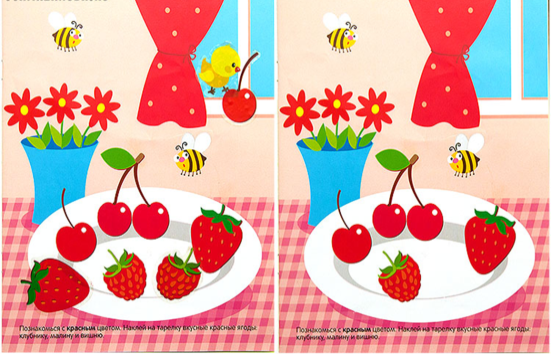 Познакомься с красным цветом. Наклей на тарелку вкусные красные ягоды:
клубнику, малину и вишню.
Познакомься с красным цветом. Наклей на тарелку вкусные красные ягоды:
клубнику, малину и вишню.